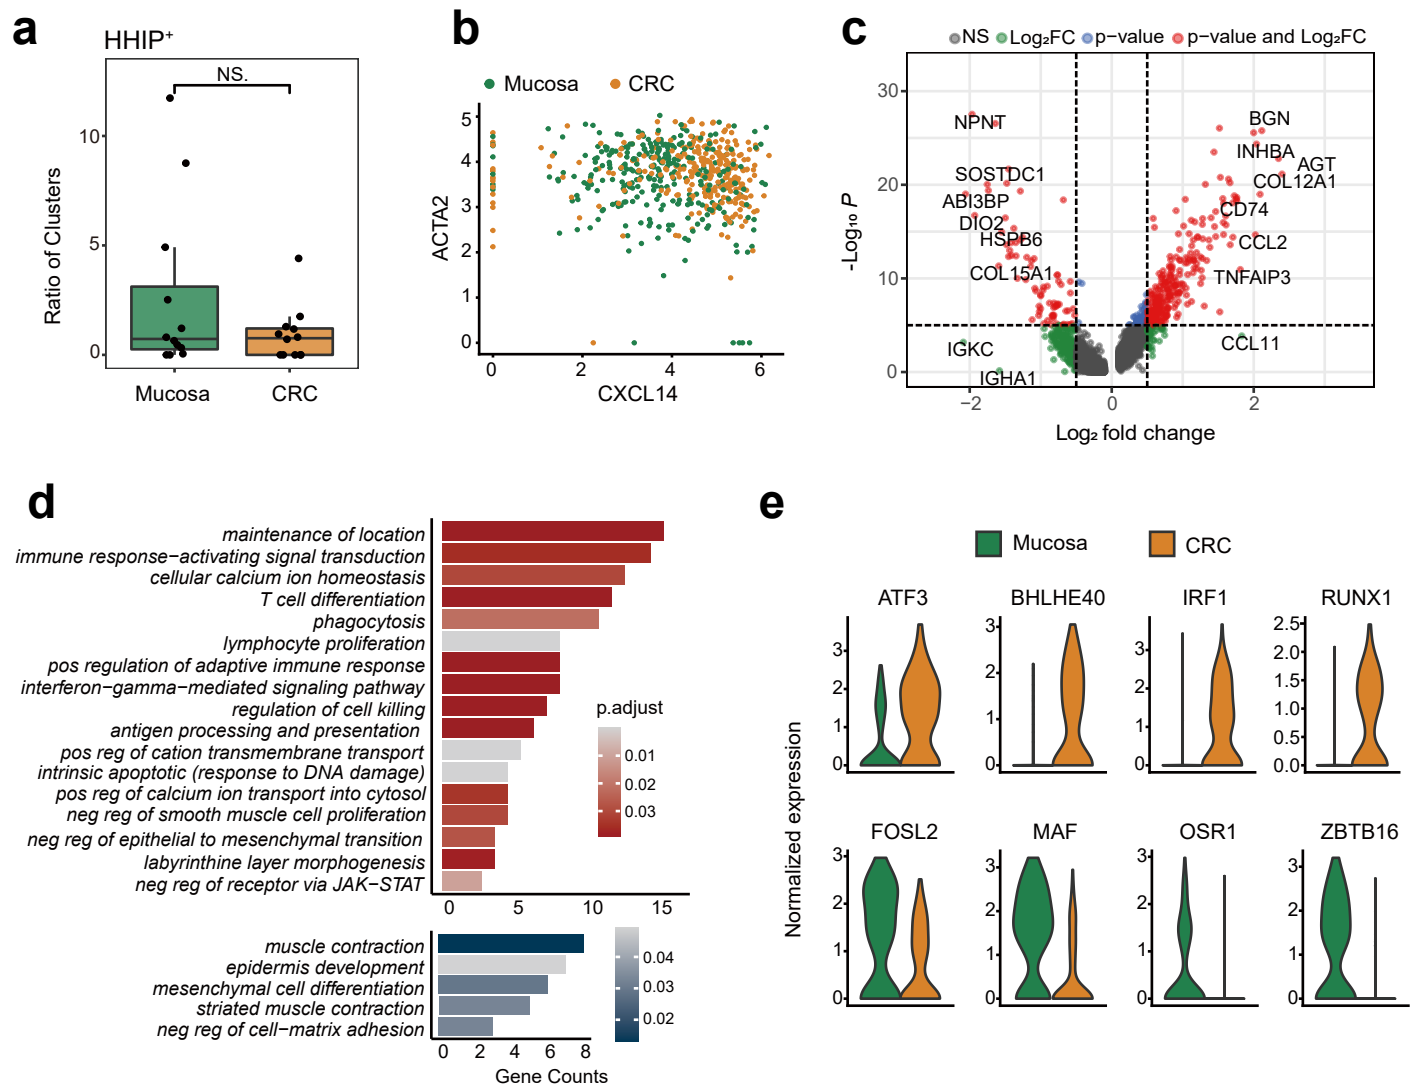 a
HHIP⁺
NS.
Ratio of Clusters
10
5
0
Mucosa
CRC
b
Mucosa
CRC
ACTA2
5
4
3
2
1
0
0
2
4
6
CXCL14
c
NS
Log₂FC
p−value
p−value and Log₂FC
-Log₁₀ P
30
20
10
0
NPNT
BGN
INHBA
AGT
SOSTDC1
COL12A1
ABI3BP
CD74
DIO2
HSPB6
CCL2
COL15A1
TNFAIP3
IGKC
CCL11
IGHA1
−2
0
2
Log₂ fold change
d
maintenance of location
immune response−activating signal transduction
cellular calcium ion homeostasis
T cell differentiation
phagocytosis
lymphocyte proliferation
pos regulation of adaptive immune response
interferon−gamma−mediated signaling pathway
regulation of cell killing
antigen processing and presentation
pos reg of cation transmembrane transport
intrinsic apoptotic (response to DNA damage)
pos reg of calcium ion transport into cytosol
neg reg of smooth muscle cell proliferation
neg reg of epithelial to mesenchymal transition
labyrinthine layer morphogenesis
neg reg of receptor via JAK−STAT
p.adjust
0.01
0.02
0.03
0
5
10
15
muscle contraction
epidermis development
mesenchymal cell differentiation
striated muscle contraction
neg reg of cell−matrix adhesion
0.04
0.03
0.02
0
2
4
6
8
Gene Counts
e
Mucosa
CRC
Normalized expression
ATF3
3
2
1
0
BHLHE40
3
2
1
0
IRF1
3
2
1
0
RUNX1
2.5
2.0
1.5
1.0
0.5
0.0
FOSL2
3
2
1
0
MAF
3
2
1
0
OSR1
3
2
1
0
ZBTB16
3
2
1
0